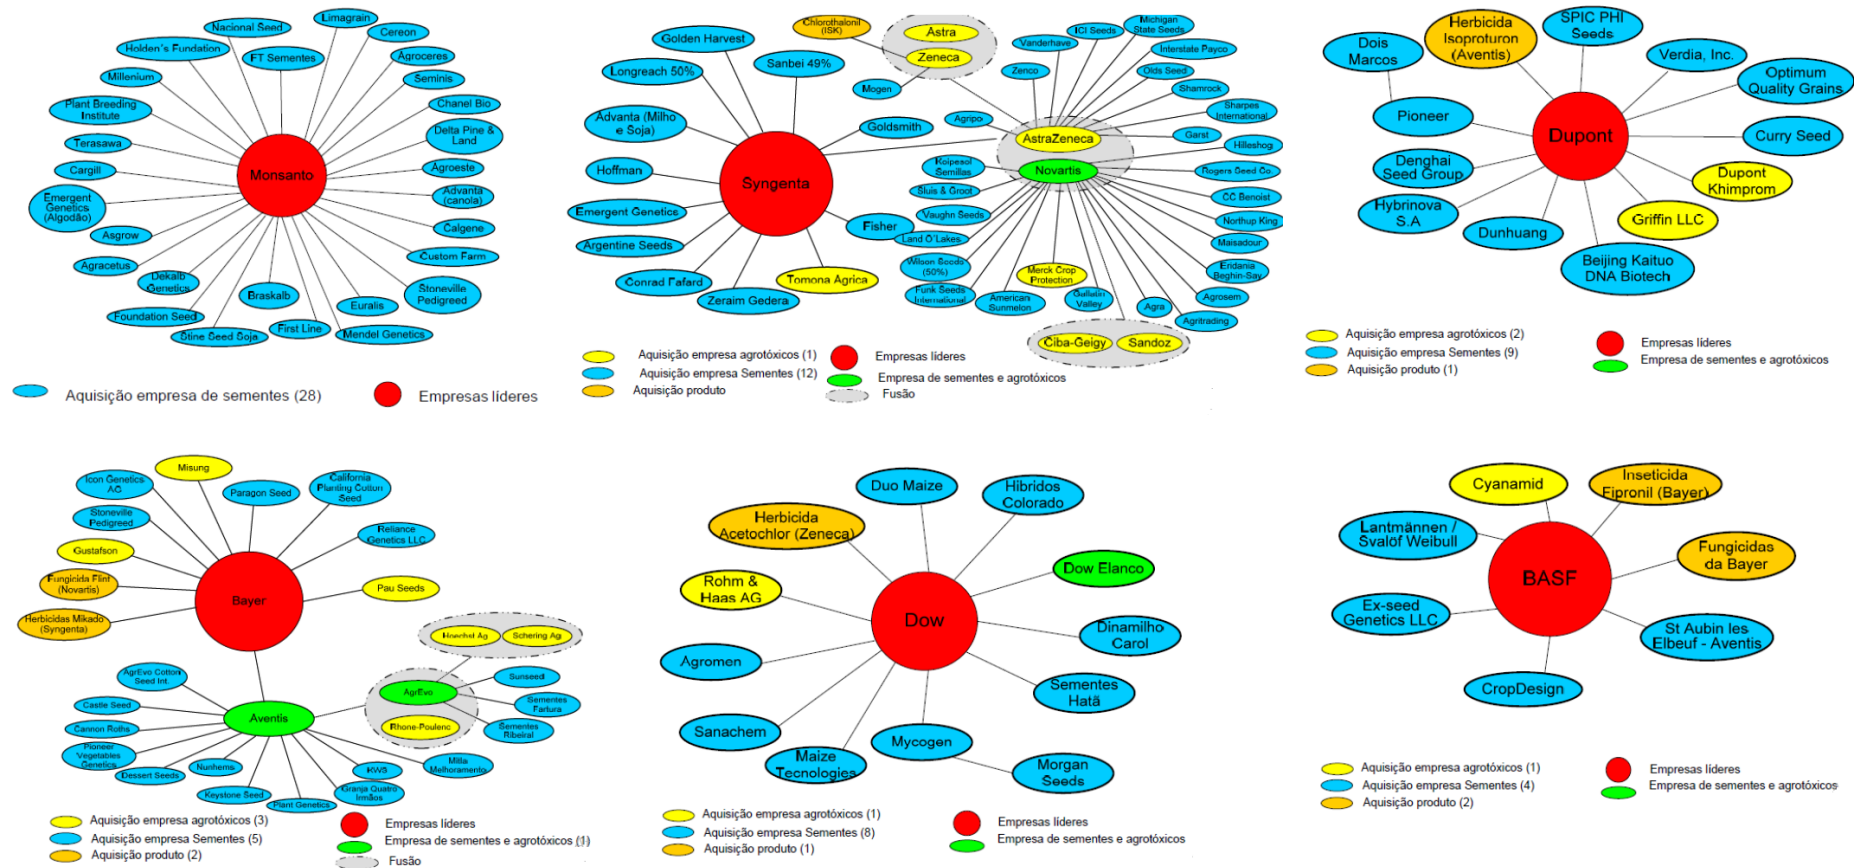 Limagrain
Nacional Seed
Cereon
Holden´s Fundation
FT Sementes
Agroceres
Millenium
Seminis
Plant Breeding
Institute
Chanel Bio
Delta Pine &
Land
Terasawa
Cargill
Monsanto
Agroeste
Advanta
(canola)
Emergent
Genetics
(Algodão)
Calgene
Asgrow
Custom Farm
Agracetus
Dekalb
Genetics
Braskalb
Euralis
Stoneville
Pedigreed
Foundation Seed
Stine Seed Soja
First Line
Mendel Genetics
Aquisição empresa de sementes (28)
Empresas líderes
Chlorothalonil
(ISK)
Astra
Zeneca
Mogen
Golden Harvest
Longreach 50%
Sanbei 49%
Advanta (Milho
e Soja)
Goldsmith
Hoffman
Syngenta
Emergent Genetics
Argentine Seeds
Fisher
Conrad Fafard
Zeraim Gedera
Tomona Agrica
Vanderhave
ICI Seeds
Michigan
State Seeds
Interstate Payco
Zenco
Olds Seed
Shamrock
Sharpes
International
Agripo
AstraZeneca
Garst
Hilleshog
Koipesol
Semillas
Novartis
Rogers Seed Co.
Sluis & Groot
CC Benoist
Vaughn Seeds
Northup King
Land O´Lakes
Maisadour
Wilson Seeds
(50%)
Merck Crop
Protection
Eridania
Beghin-Say
Funk Seeds
International
American
Sunmelon
Gallatin
Valley
Agra
Agrosem
Agritrading
Ciba-Geigy
Sandoz
Aquisição empresa agrotóxicos (1)
Aquisição empresa Sementes (12)
Aquisição produto
Empresas líderes
Empresa de sementes e agrotóxicos
Fusão
Dois
Marcos
Herbicida
Isoproturon
(Aventis)
SPIC PHI
Seeds
Verdia, Inc.
Optimum
Quality Grains
Pioneer
Dupont
Curry Seed
Denghai
Seed Group
Dupont
Khimprom
Hybrinova
S.A
Griffin LLC
Dunhuang
Beijing Kaituo
DNA Biotech
Aquisição empresa agrotóxicos (2)
Aquisição empresa Sementes (9)
Aquisição produto (1)
Empresas líderes
Empresa de sementes e agrotóxicos
Misung
Icon Genetics
AG
Paragon Seed
California
Planting Cotton
Seed
Stoneville
Pedigreed
Reliance
Genetics LLC
Gustafson
Fungicida Flint
(Novartis)
Bayer
Pau Seeds
Herbicidas Mikado
(Syngenta)
Hoechst Ag
Schering Ag
AgrEvo Cotton
Seed Int.
AgrEvo
Sunseed
Castle Seed
Sementes
Fartura
Cannon Roths
Aventis
Rhone-Poulenc
Sementes
Ribeiral
Pioneer
Vegetables
Genetics
Dessert Seeds
Nunhems
KWS
Mitla
Melhoramento
Keystone Seed
Plant Genetics
Granja Quatro
Irmãos
Aquisição empresa agrotóxicos (3)
Aquisição empresa Sementes (5)
Aquisição produto (2)
Empresas líderes
Empresa de sementes e agrotóxicos (1)
Fusão
Duo Maize
Hibridos
Colorado
Herbicida
Acetochlor (Zeneca)
Dow Elanco
Rohm &
Haas AG
Dow
Dinamilho
Carol
Agromen
Sementes
Hatã
Sanachem
Maize
Tecnologies
Mycogen
Morgan
Seeds
Aquisição empresa agrotóxicos (1)
Aquisição empresa Sementes (8)
Aquisição produto (1)
Empresas líderes
Empresa de sementes e agrotóxicos
Cyanamid
Inseticida
Fipronil (Bayer)
Lantmännen /
Svalöf Weibull
BASF
Fungicidas
da Bayer
Ex-seed
Genetics LLC
St Aubin les
Elbeuf - Aventis
CropDesign
Aquisição empresa agrotóxicos (1)
Aquisição empresa Sementes (4)
Aquisição produto (2)
Empresas líderes
Empresa de sementes e agrotóxicos